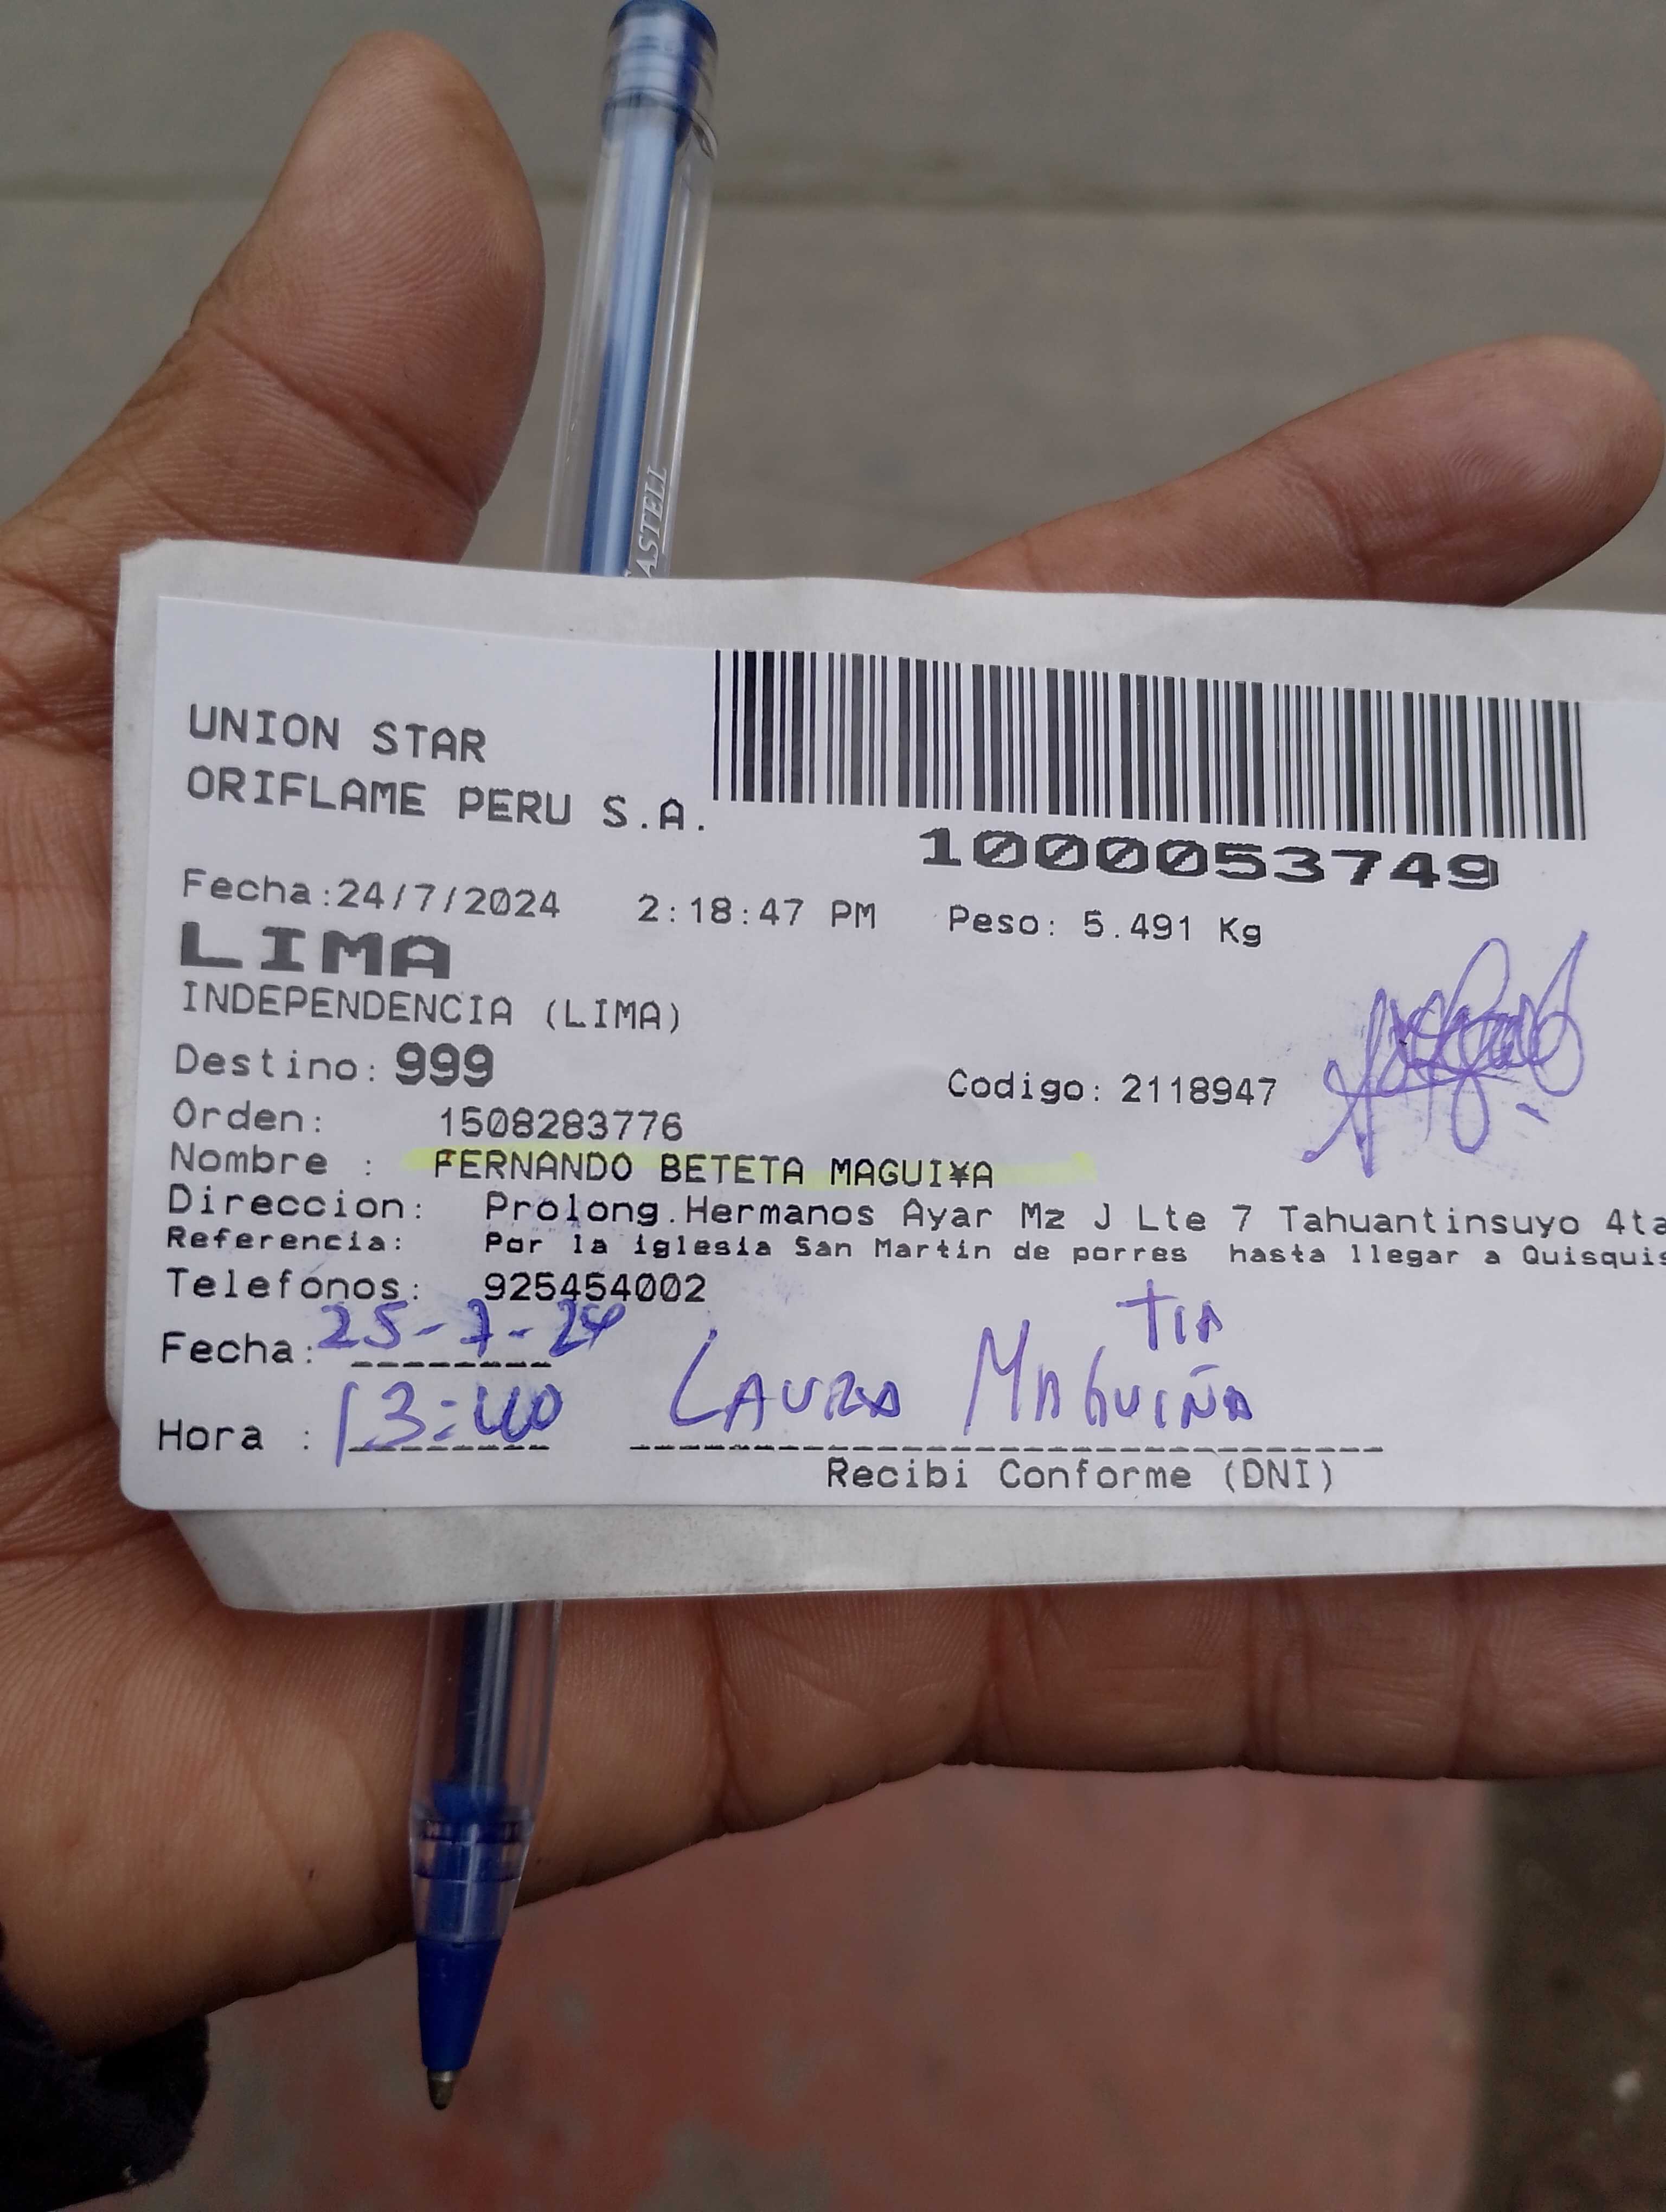 ASTELL
UNION STAR
ORIFLAME PERU S.A.
1000053749
Fecha:24/7/2024 2:18:47 PM Peso: 5.491 Kg
LIMA
INDEPENDENCIA (LIMA)
Destino: 999 Codigo: 2118947
Orden: 1508283776
Nombre : FERNANDO BETETA MAGUI¥A
Direccion: Prolong.Hermanos Ayar Mz J Lte 7 Tahuantinsuyo 4ta
Referencia: Por la iglesia San Martin de porres hasta llegar a Quisquis
Telefonos: 925454002
TIA
Fecha: 25-7-24 LAURA MAGUIÑA
Hora : 13:40
Recibi Conforme (DNI)